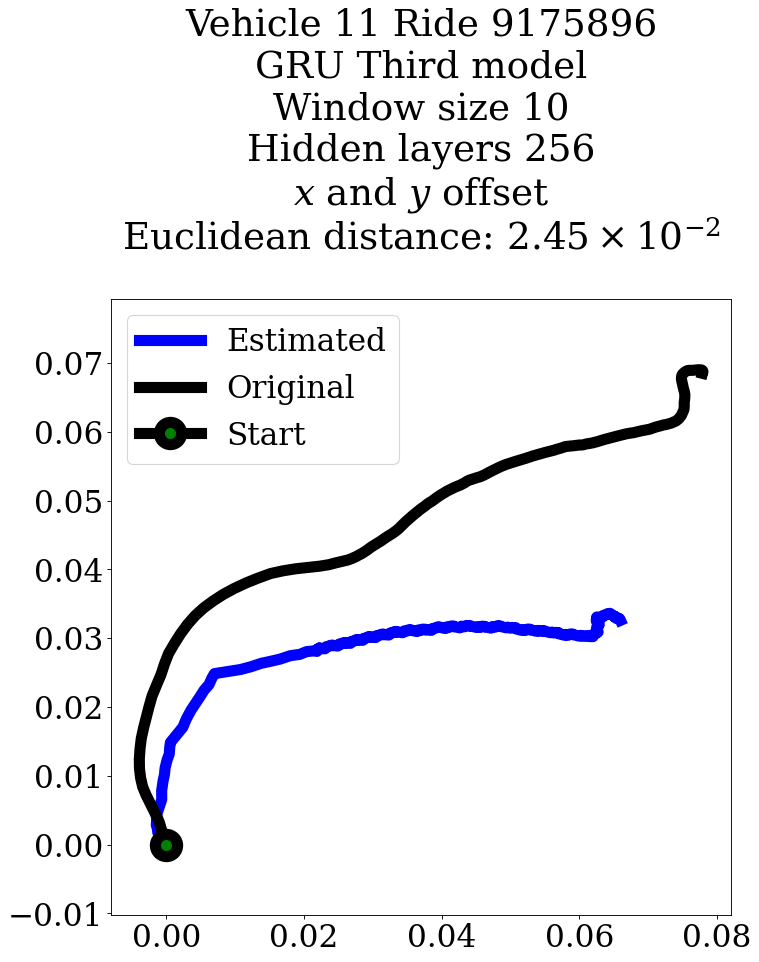 Vehicle 11 Ride 9175896
GRU Third model
Window size 10
Hidden layers 256
x and y offset
Euclidean distance: 2.45 × 10⁻²
Estimated
Original
Start
0.07
0.06
0.05
0.04
0.03
0.02
0.01
0.00
−0.01
0.00 0.02 0.04 0.06 0.08